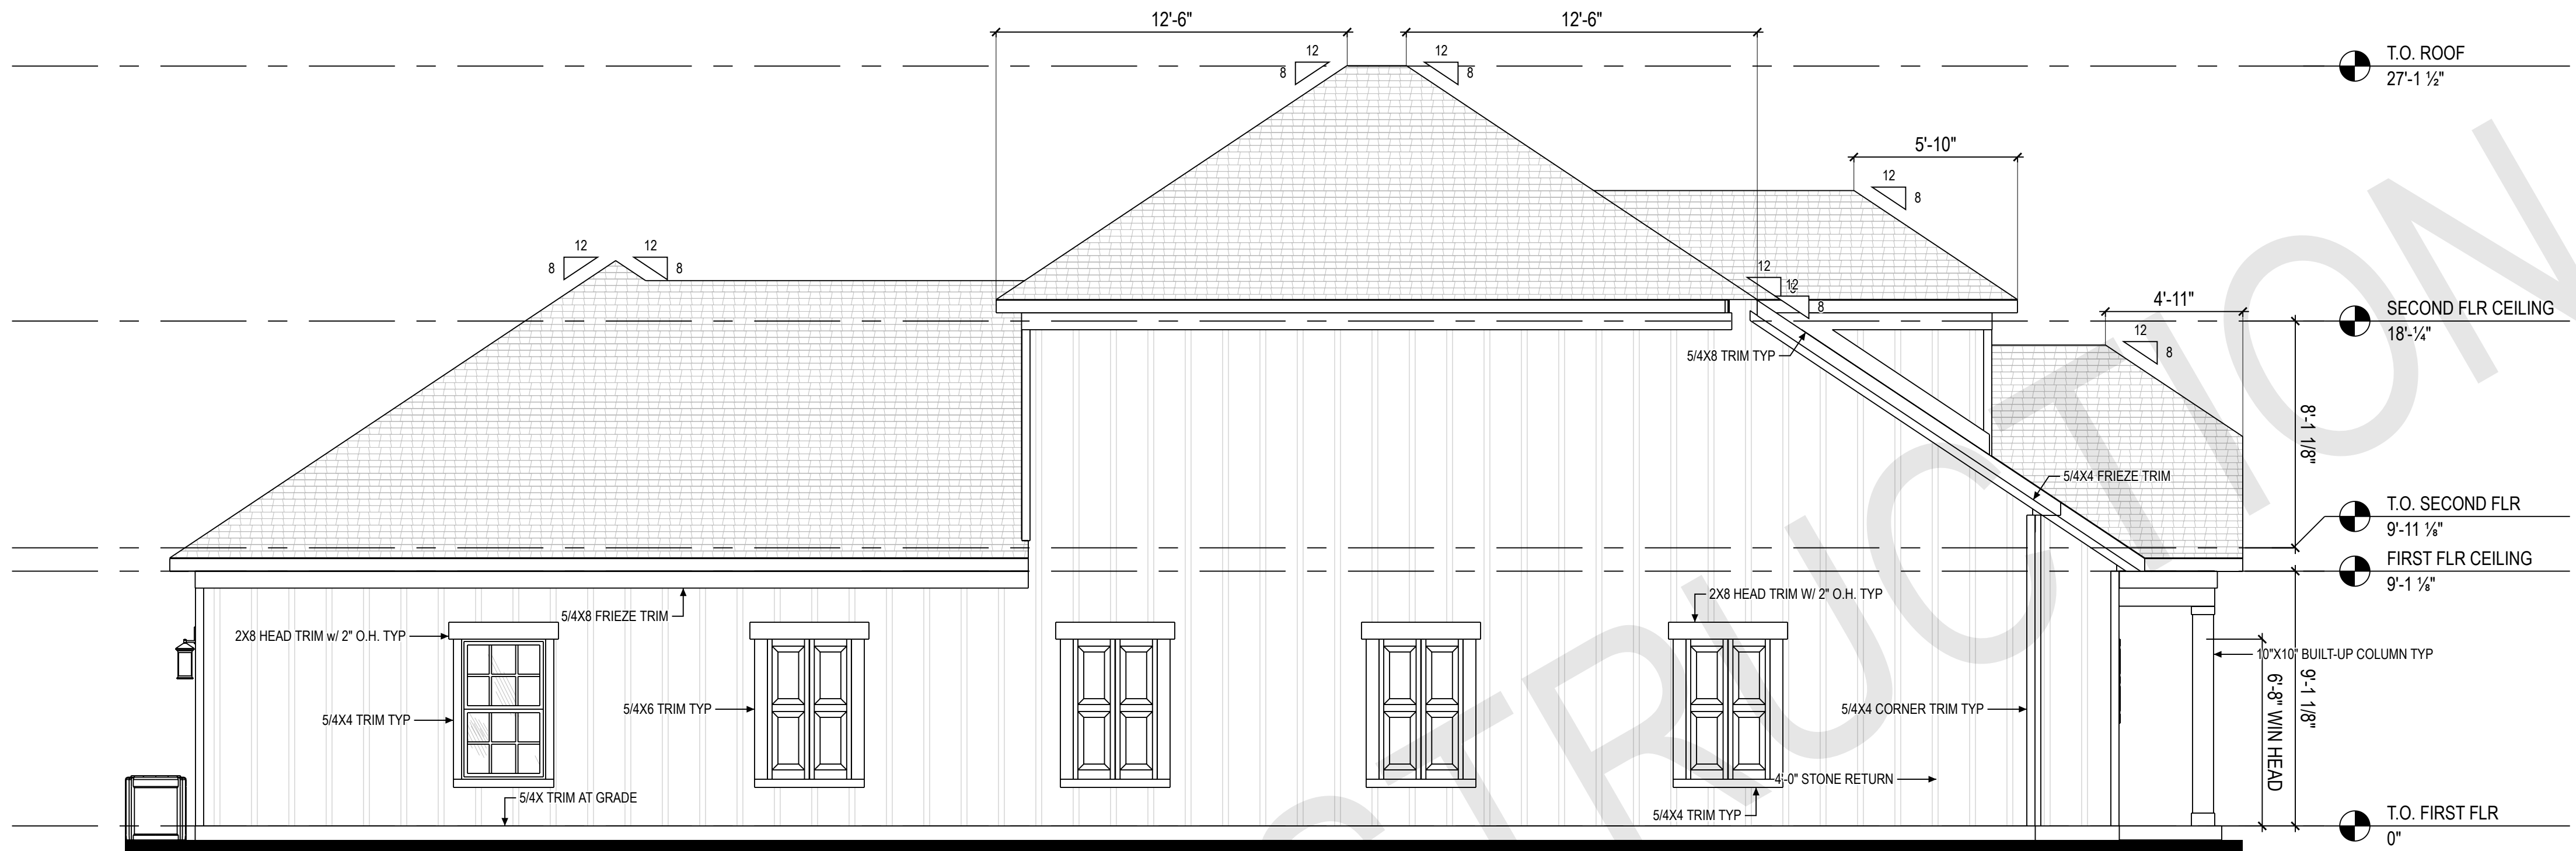 12'-6"
12'-6"
12
8
12
8
T.O. ROOF
27'-1 ½"
5'-10"
12
8
12
8
12
8
12
12
8
4'-11"
12
8
SECOND FLR CEILING
18'-¼"
5/4X8 TRIM TYP
8'-1 1/8"
5/4X4 FRIEZE TRIM
T.O. SECOND FLR
9'-11 ⅛"
FIRST FLR CEILING
9'-1 ⅛"
5/4X8 FRIEZE TRIM
2X8 HEAD TRIM W/ 2" O.H. TYP
2X8 HEAD TRIM w/ 2" O.H. TYP
10"X10" BUILT-UP COLUMN TYP
5/4X4 TRIM TYP
5/4X6 TRIM TYP
5/4X4 CORNER TRIM TYP
6'-8" WIN HEAD
9'-1 1/8"
4'-0" STONE RETURN
5/4X TRIM AT GRADE
5/4X4 TRIM TYP
T.O. FIRST FLR
0"
STRUCTION